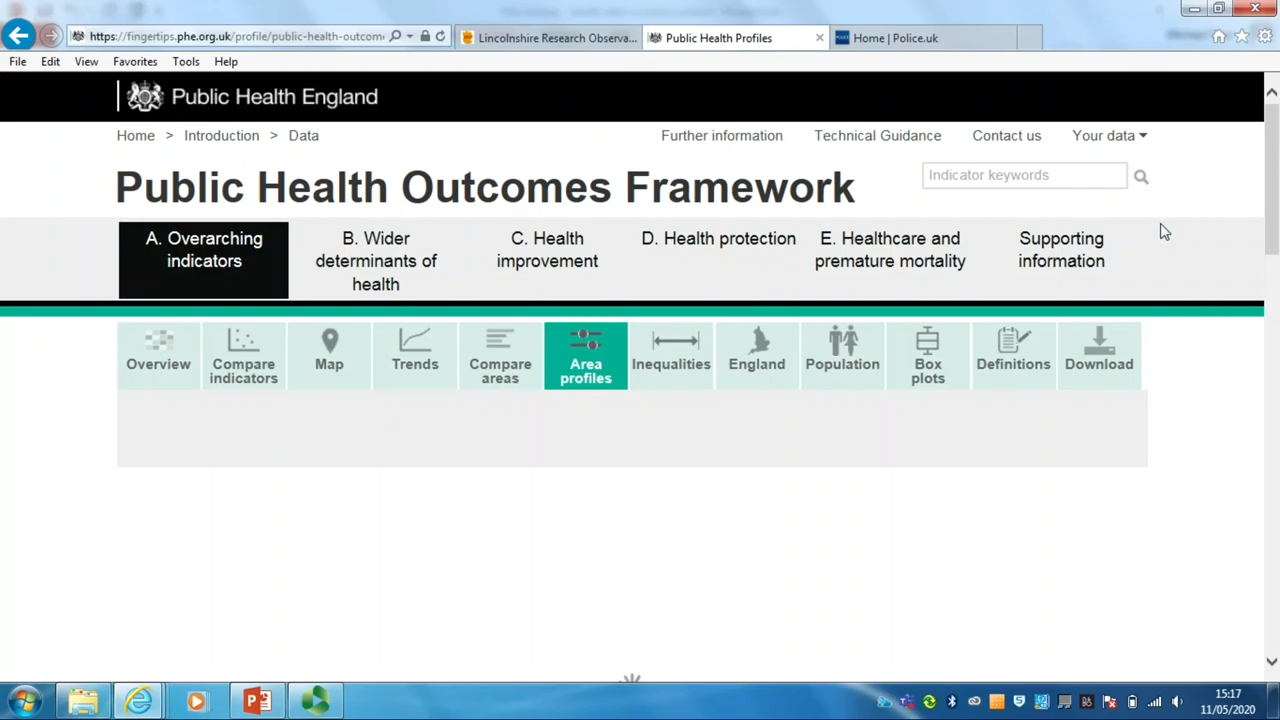 https://fingertips.phe.org.uk/profile/public-health-outcome
Lincolnshire Research Observa...
Public Health Profiles
Home | Police.uk
File Edit View Favorites Tools Help
Public Health England
Home > Introduction > Data
Further information Technical Guidance Contact us Your data
Public Health Outcomes Framework
Indicator keywords
A. Overarching
indicators
B. Wider
determinants of
health
C. Health
improvement
D. Health protection
E. Healthcare and
premature mortality
Supporting
information
Overview
Compare
indicators
Map
Trends
Compare
areas
Area
profiles
Inequalities
England
Population
Box
plots
Definitions
Download
15:17
11/05/2020